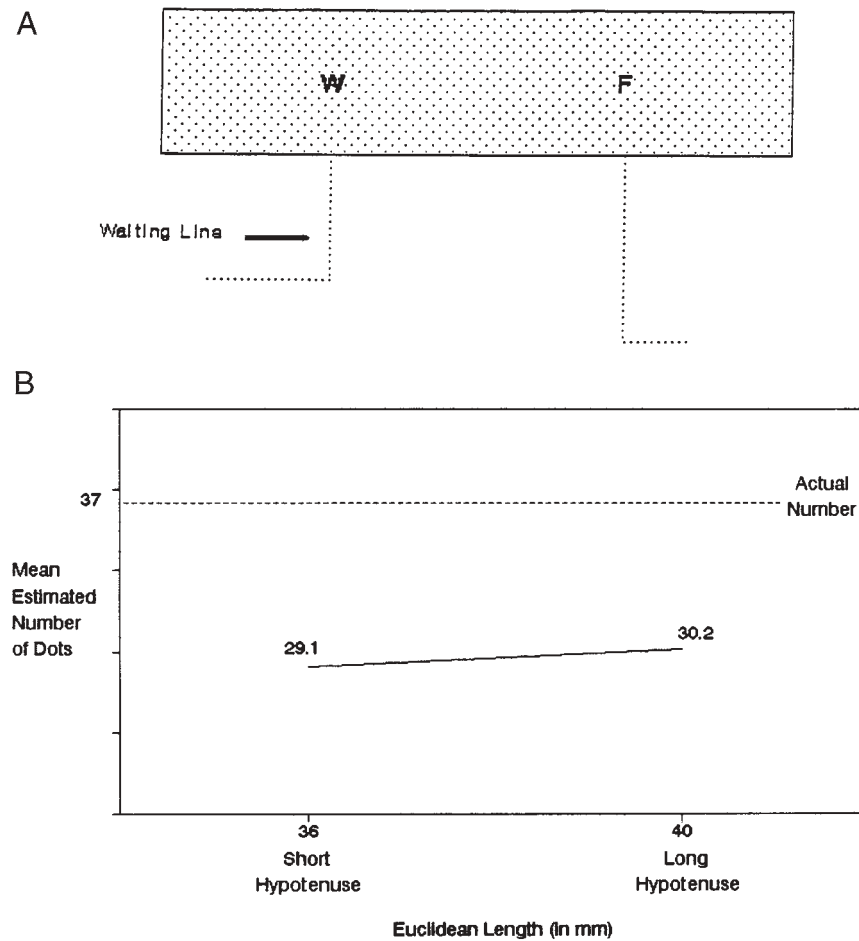 A
W F
Waiting Line
B
37
Actual
Number
Mean
Estimated
Number
of Dots
29.1
30.2
36
Short
Hypotenuse
40
Long
Hypotenuse
Euclidean Length (in mm)